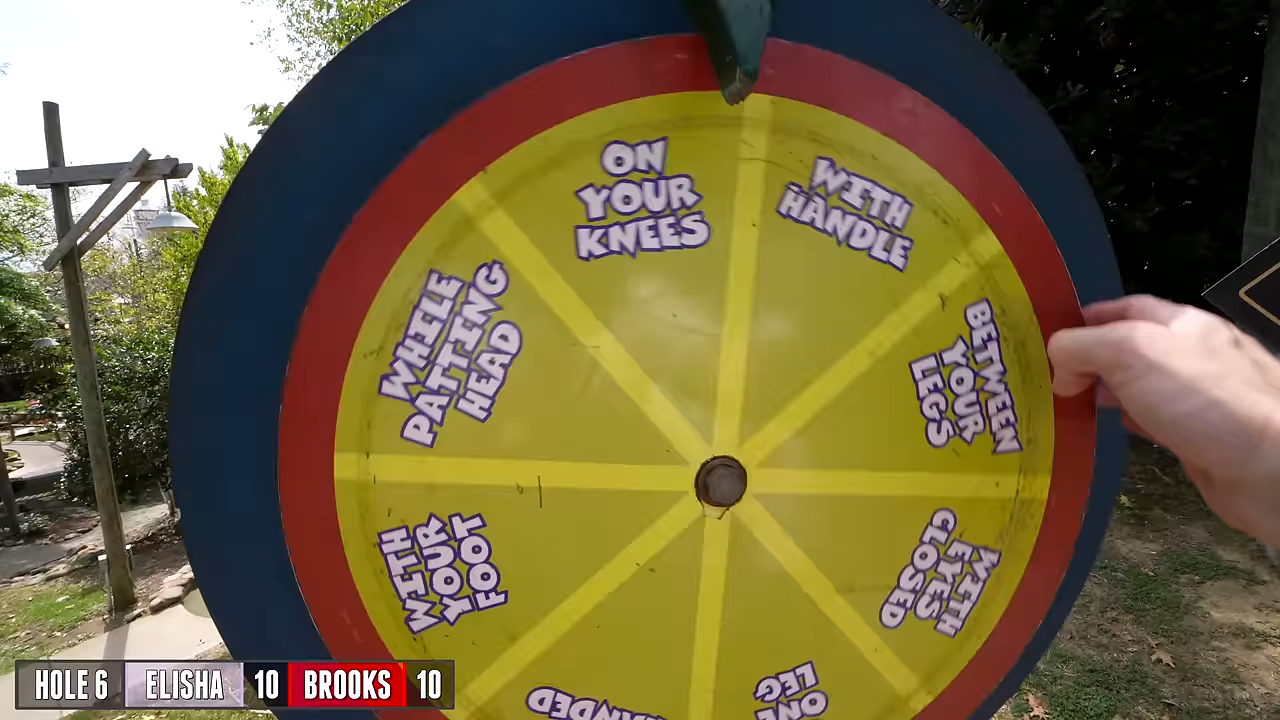 ON
YOUR
KNEES
WITH
HANDLE
WHILE
PATTING
HEAD
BETWEEN
YOUR
LEGS
WITH
YOUR
FOOT
WITH
EYES
CLOSED
ONE
LEG
HOLE 6 ELISHA 10 BROOKS 10